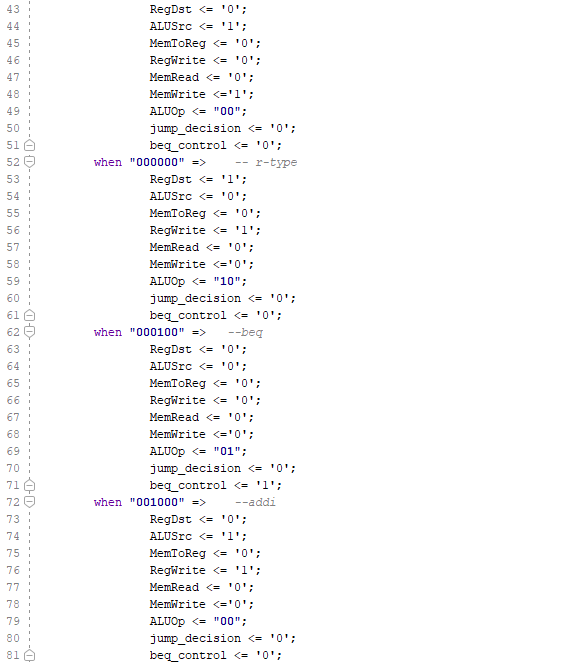 43 RegDst <= '0';
44 ALUSrc <= '1';
45 MemToReg <= '0';
46 RegWrite <= '0';
47 MemRead <= '0';
48 MemWrite <='1';
49 ALUOp <= "00";
50 jump_decision <= '0';
51 beq_control <= '0';
52 when "000000" => -- r-type
53 RegDst <= '1';
54 ALUSrc <= '0';
55 MemToReg <= '0';
56 RegWrite <= '1';
57 MemRead <= '0';
58 MemWrite <='0';
59 ALUOp <= "10";
60 jump_decision <= '0';
61 beq_control <= '0';
62 when "000100" => --beq
63 RegDst <= '0';
64 ALUSrc <= '0';
65 MemToReg <= '0';
66 RegWrite <= '0';
67 MemRead <= '0';
68 MemWrite <='0';
69 ALUOp <= "01";
70 jump_decision <= '0';
71 beq_control <= '1';
72 when "001000" => --addi
73 RegDst <= '0';
74 ALUSrc <= '1';
75 MemToReg <= '0';
76 RegWrite <= '1';
77 MemRead <= '0';
78 MemWrite <='0';
79 ALUOp <= "00";
80 jump_decision <= '0';
81 beq_control <= '0';